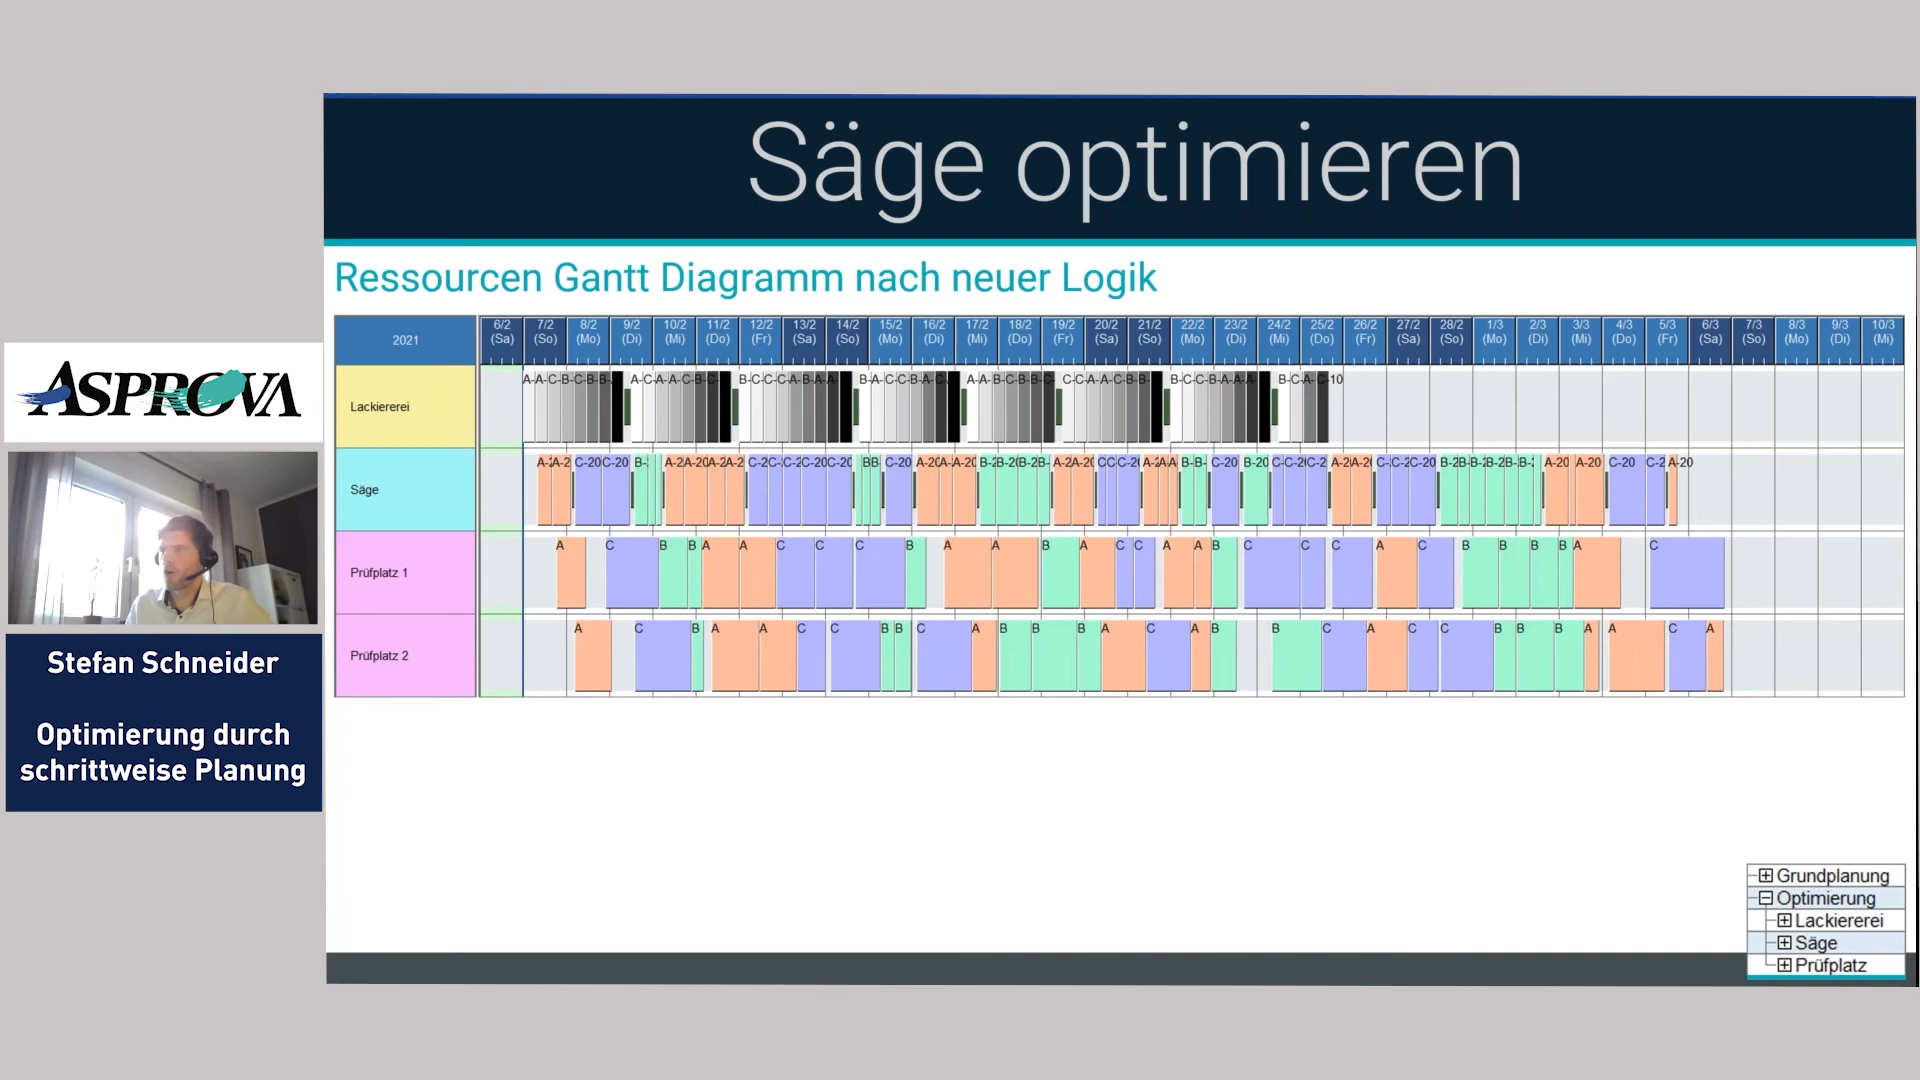 Säge optimieren
Ressourcen Gantt Diagramm nach neuer Logik
2021
6/2 7/2 8/2 9/2 10/2 11/2 12/2 13/2 14/2 15/2 16/2 17/2 18/2 19/2 20/2 21/2 22/2 23/2 24/2 25/2 26/2 27/2 28/2 1/3 2/3 3/3 4/3 5/3 6/3 7/3 8/3 9/3 10/3
(Sa) (So) (Mo) (Di) (Mi) (Do) (Fr) (Sa) (So) (Mo) (Di) (Mi) (Do) (Fr) (Sa) (So) (Mo) (Di) (Mi) (Do) (Fr) (Sa) (So) (Mo) (Di) (Mi) (Do) (Fr) (Sa) (So) (Mo) (Di) (Mi)
Lackiererei
Säge
Prüfplatz 1
A C B B A A C C C B A A B A C C A A B C C C A C B B B B A C
Prüfplatz 2
A C B A A C C B B C A B B B A C A B B C A C C B B B A A C A
ASPROVA
Stefan Schneider
Optimierung durch
schrittweise Planung
Grundplanung
Optimierung
Lackiererei
Säge
Prüfplatz